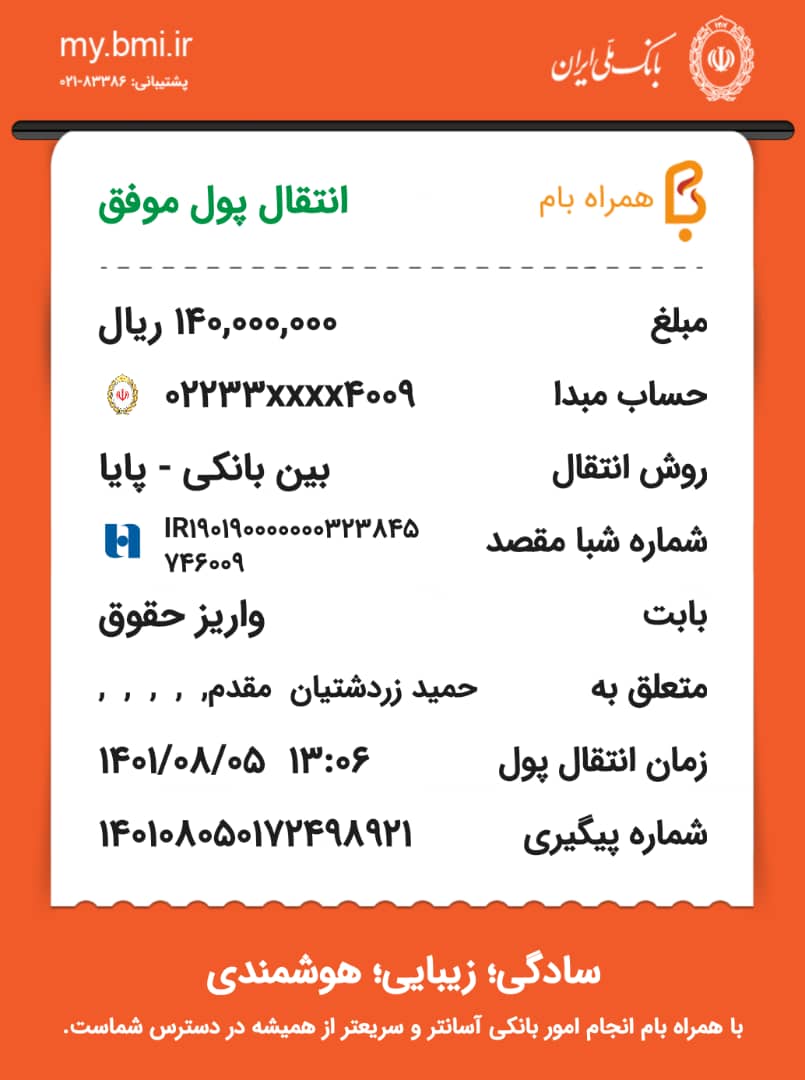 my.bmi.ir
پشتیبانی: ۸۳۳۸۶-۰۲۱
بانک ملی ایران
همراه بام
انتقال پول موفق
مبلغ ۱۴۰,۰۰۰,۰۰۰ ریال
حساب مبدا ۰۲۲۳۳xxxx۴۰۰۹
روش انتقال بین بانکی - پایا
شماره شبا مقصد IR۱۹۰۱۹۰۰۰۰۰۰۰۰۳۲۳۸۴۵
۷۴۶۰۰۹
بابت واریز حقوق
متعلق به حمید زردشتیان مقدم, , , , ,
زمان انتقال پول ۱۴۰۱/۰۸/۰۵ ۱۳:۰۶
شماره پیگیری ۱۴۰۱۰۸۰۵۰۱۷۲۴۹۸۹۲۱
سادگی؛ زیبایی؛ هوشمندی
با همراه بام انجام امور بانکی آسانتر و سریعتر از همیشه در دسترس شماست.